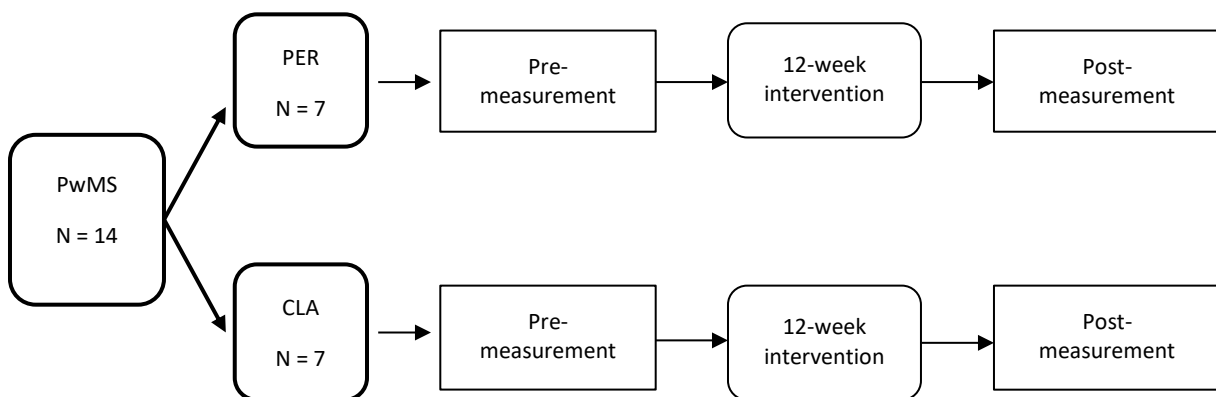 PwMS
N = 14
PER
N = 7
Pre-
measurement
12-week
intervention
Post-
measurement
CLA
N = 7
Pre-
measurement
12-week
intervention
Post-
measurement